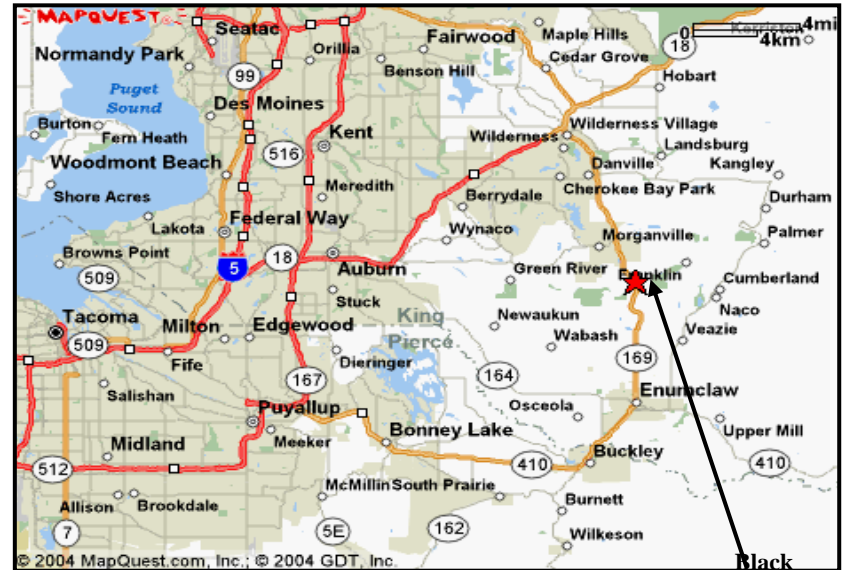 MAPQUEST.
Seatac
Fairwood
Maple Hills
0
4mi
Kerriston
4km
18
Normandy Park
Orillia
Cedar Grove
99
Benson Hill
Hobart
Puget
Sound
Des Moines
Burton
Fern Heath
Kent
Wilderness
Wilderness Village
Landsburg
516
Woodmont Beach
Danville
Kangley
Shore Acres
Meredith
Berrydale
Cherokee Bay Park
Durham
Lakota
Federal Way
Wynaco
Morganville
Palmer
Browns Point
18
5
Auburn
Green River
Franklin
Cumberland
509
Stuck
Naco
Tacoma
Milton
Edgewood
King
Newaukun
Veazie
509
Pierce
Wabash
Fife
Dieringer
169
167
164
Salishan
Enumclaw
Puyallup
Osceola
Midland
Meeker
Bonney Lake
Upper Mill
Buckley
512
410
410
McMillin
South Prairie
Allison
Brookdale
Burnett
7
5E
162
Wilkeson
© 2004 MapQuest.com, Inc.; © 2004 GDT, Inc.
Black